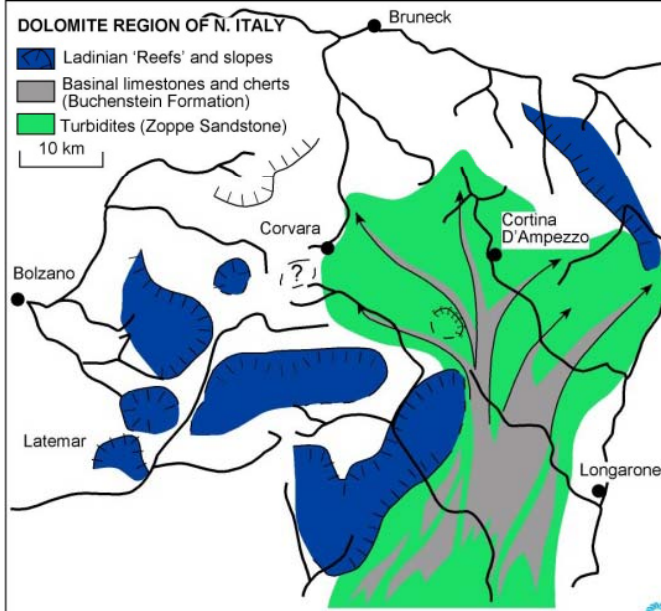 DOLOMITE REGION OF N. ITALY
Ladinian 'Reefs' and slopes
Basinal limestones and cherts
(Buchenstein Formation)
Turbidites (Zoppe Sandstone)
10 km
Bruneck
Corvara
Cortina
D'Ampezzo
?
Bolzano
Latemar
Longarone